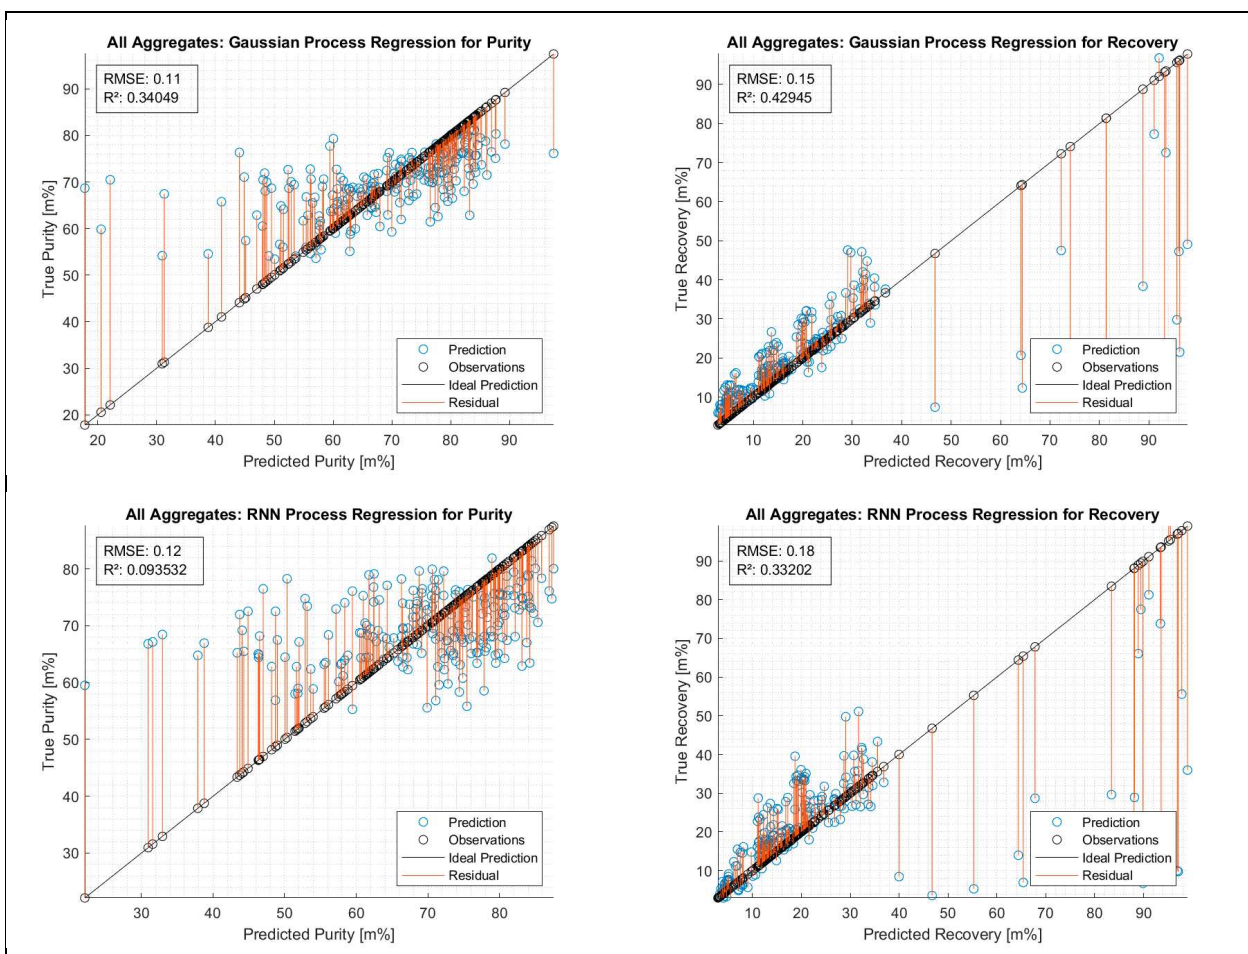 All Aggregates: Gaussian Process Regression for Purity
RMSE: 0.11
R²: 0.34049
90
80
70
60
50
40
30
20
True Purity [m%]
Prediction
Observations
Ideal Prediction
Residual
20 30 40 50 60 70 80 90
Predicted Purity [m%]
All Aggregates: Gaussian Process Regression for Recovery
RMSE: 0.15
R²: 0.42945
90
80
70
60
50
40
30
20
10
True Recovery [m%]
Prediction
Observations
Ideal Prediction
Residual
10 20 30 40 50 60 70 80 90
Predicted Recovery [m%]
All Aggregates: RNN Process Regression for Purity
RMSE: 0.12
R²: 0.093532
80
70
60
50
40
30
True Purity [m%]
Prediction
Observations
Ideal Prediction
Residual
30 40 50 60 70 80
Predicted Purity [m%]
All Aggregates: RNN Process Regression for Recovery
RMSE: 0.18
R²: 0.33202
90
80
70
60
50
40
30
20
10
True Recovery [m%]
Prediction
Observations
Ideal Prediction
Residual
10 20 30 40 50 60 70 80 90
Predicted Recovery [m%]